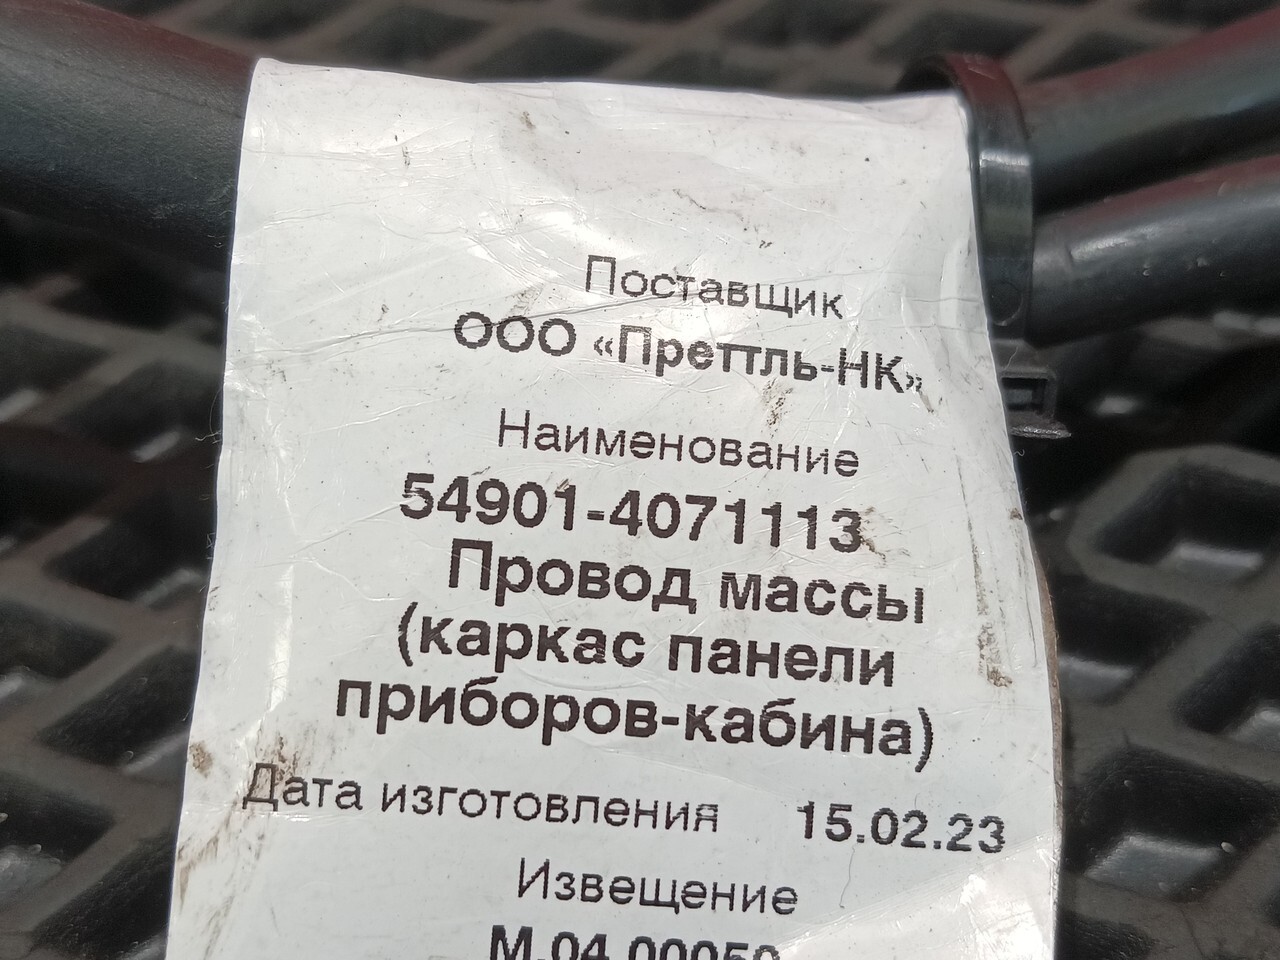 Поставщик
ООО «Преттль-НК»
Наименование
54901-4071113
Провод массы
(каркас панели
приборов-кабина)
Дата изготовления 15.02.23
Извещение